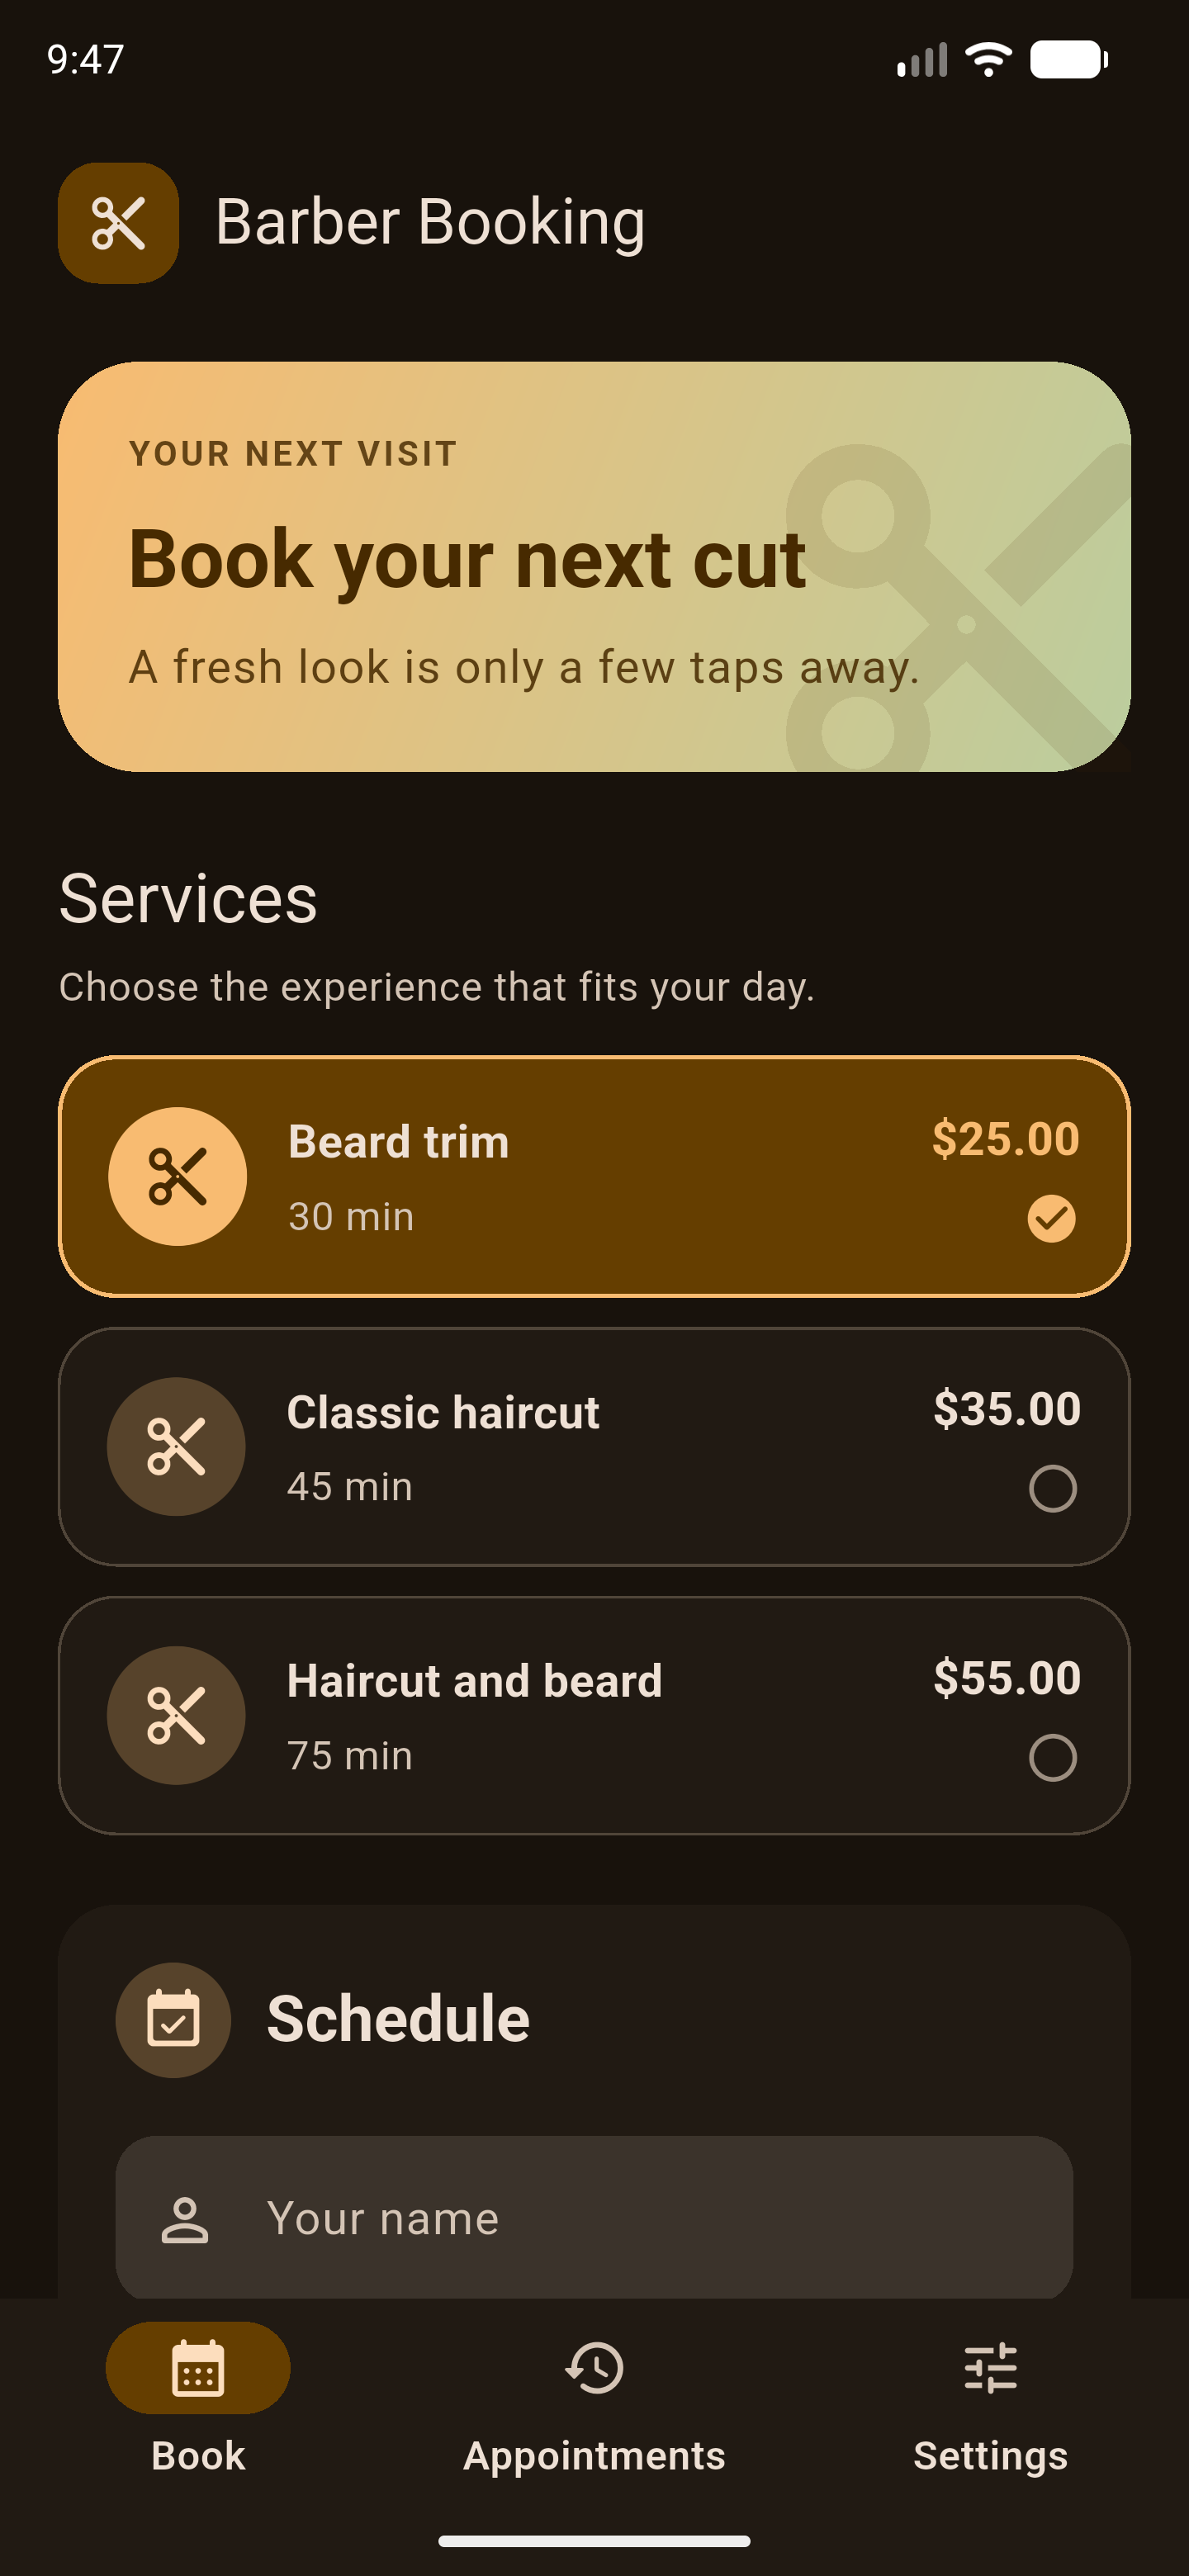 9:47
Barber Booking
YOUR NEXT VISIT
Book your next cut
A fresh look is only a few taps away.
Services
Choose the experience that fits your day.
Beard trim
$25.00
30 min
Classic haircut
$35.00
45 min
Haircut and beard
$55.00
75 min
Schedule
Your name
Book
Appointments
Settings